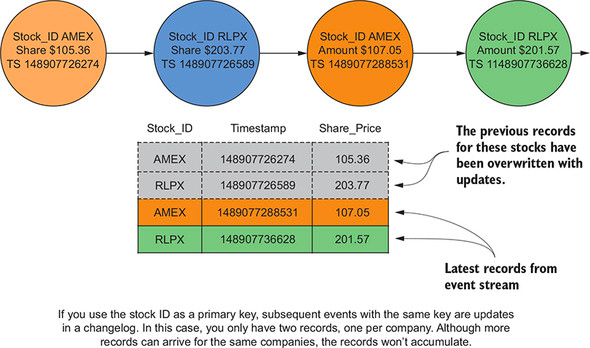 Stock_ID AMEX
Share $105.36
TS 148907726274
Stock_ID RLPX
Share $203.77
TS 148907726589
Stock_ID AMEX
Amount $107.05
TS 1489077288531
Stock_ID RLPX
Amount $201.57
TS 1148907736628
Stock_ID Timestamp Share_Price
AMEX 148907726274 105.36
RLPX 148907726589 203.77
AMEX 1489077288531 107.05
RLPX 148907736628 201.57
The previous records
for these stocks have
been overwritten with
updates.
Latest records from
event stream
If you use the stock ID as a primary key, subsequent events with the same key are updates
in a changelog. In this case, you only have two records, one per company. Although more
records can arrive for the same companies, the records won’t accumulate.